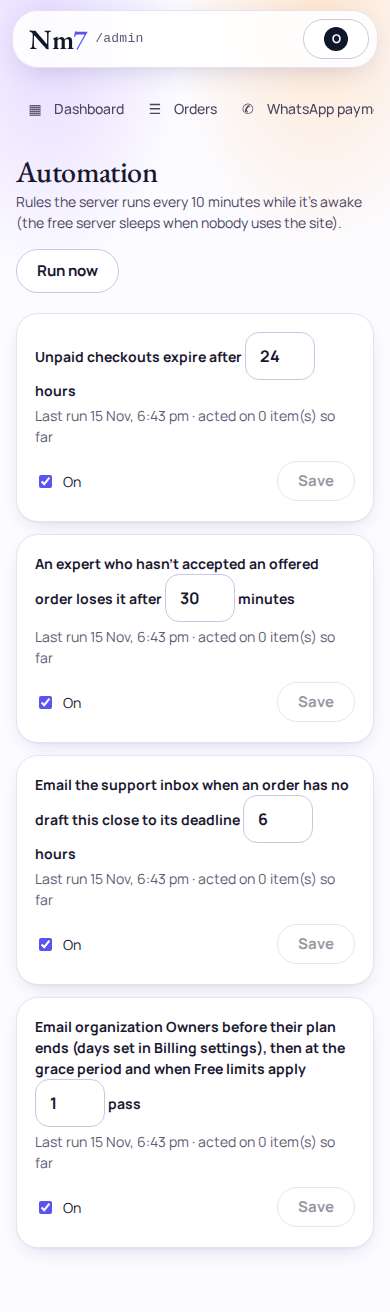 Nm7 /admin O
▦ Dashboard ☰ Orders ✆ WhatsApp paym
Automation
Rules the server runs every 10 minutes while it's awake
(the free server sleeps when nobody uses the site).
Run now
Unpaid checkouts expire after 24
hours
Last run 15 Nov, 6:43 pm · acted on 0 item(s) so
far
On Save
An expert who hasn't accepted an offered
order loses it after 30 minutes
Last run 15 Nov, 6:43 pm · acted on 0 item(s) so
far
On Save
Email the support inbox when an order has no
draft this close to its deadline 6
hours
Last run 15 Nov, 6:43 pm · acted on 0 item(s) so
far
On Save
Email organization Owners before their plan
ends (days set in Billing settings), then at the
grace period and when Free limits apply
1 pass
Last run 15 Nov, 6:43 pm · acted on 0 item(s) so
far
On Save